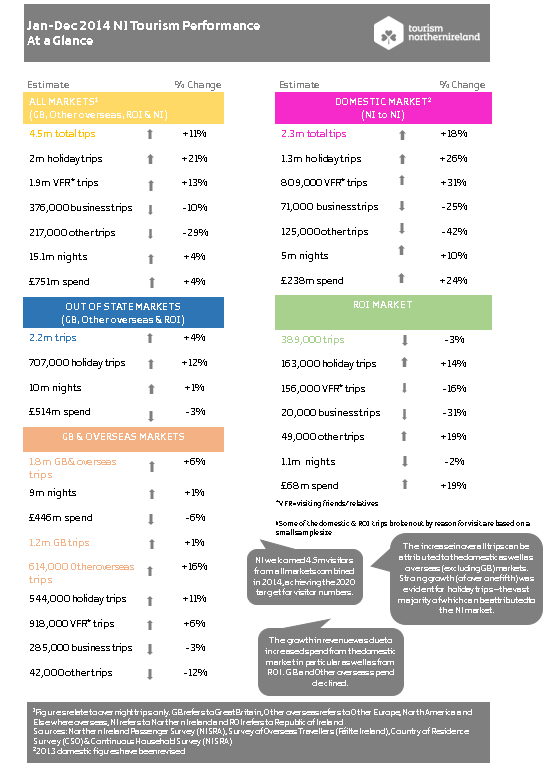 Jan-Dec 2014 NI Tourism Performance
At a Glance
tourism
northernireland
Estimate % Change
ALL MARKETS¹
(GB, Other overseas, ROI & NI)
4.5m total tips +11%
2m holiday trips +21%
1.9m VFR* trips +13%
376,000 business trips -10%
217,000 other trips -29%
15.1m nights +4%
£751m spend +4%
OUT OF STATE MARKETS
(GB, Other overseas & ROI)
2.2m trips +4%
707,000 holiday trips +12%
10m nights +1%
£514m spend -3%
GB & OVERSEAS MARKETS
1.8m GB & overseas
trips +6%
9m nights +1%
£446m spend -6%
1.2m GB trips +1%
614,000 Other overseas
trips +16%
544,000 holiday trips +11%
918,000 VFR* trips +6%
285,000 business trips -3%
42,000 other trips -12%
Estimate % Change
DOMESTIC MARKET²
(NI to NI)
2.3m total tips +18%
1.3m holiday trips +26%
809,000 VFR* trips +31%
71,000 business trips -25%
125,000 other trips -42%
5m nights +10%
£238m spend +24%
ROI MARKET
389,000 trips -3%
163,000 holiday trips +14%
156,000 VFR* trips -16%
20,000 business trips -31%
49,000 other trips +19%
1.1m nights -2%
£68m spend +19%
*VFR=visiting friends/relatives
Some of the domestic & ROI trips broken out by reason for visit are based on a
small sample size
NI welcomed 4.5m visitors
from all markets combined
in 2014, achieving the 2020
target for visitor numbers.
The increase in overall trips can be
attributed to the domestic as well as
overseas (excluding GB) markets.
Strong growth (of over one fifth) was
evident for holiday trips – the vast
majority of which can be attributed to
the NI market.
The growth in revenue was due to
increased spend from the domestic
market in particular as well as from
ROI. GB and Other overseas spend
declined.
¹Figures relate to overnight trips only. GB refers to Great Britain, Other overseas refers to Other Europe, North America and
Elsewhere overseas, NI refers to Northern Ireland and ROI refers to Republic of Ireland
Sources: Northern Ireland Passenger Survey (NISRA), Survey of Overseas Travellers (Fáilte Ireland), Country of Residence
Survey (CSO) & Continuous Household Survey (NISRA)
²2013 domestic figures have been revised